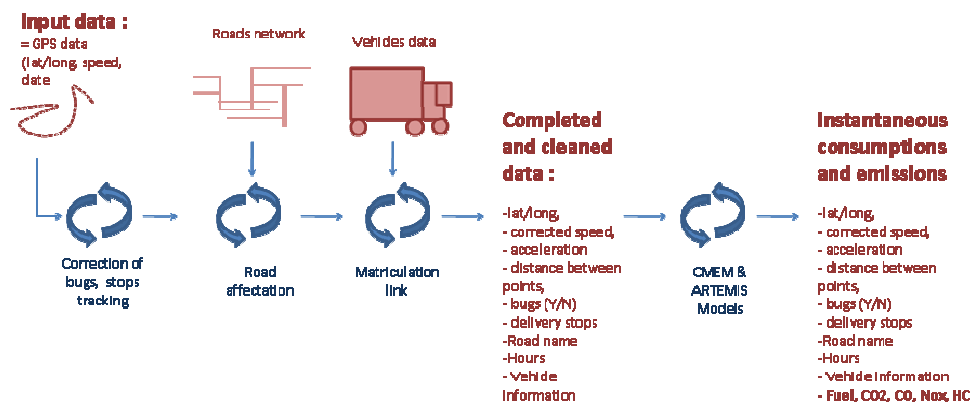 Input data :
= GPS data
(lat/long, speed,
date
Roads network
Vehicles data
Correction of
bugs, stops
tracking
Road
affectation
Matriculation
link
Completed
and cleaned
data :
-lat/long,
- corrected speed,
- acceleration
- distance between
points,
- bugs (Y/N)
- delivery stops
-Road name
-Hours
- Vehicle
information
CMEM &
ARTEMIS
Models
Instantaneous
consumptions
and emissions
-lat/long,
- corrected speed,
- acceleration
- distance between
points,
- bugs (Y/N)
- delivery stops
-Road name
-Hours
- Vehicle information
- Fuel, CO2, CO, Nox, HC